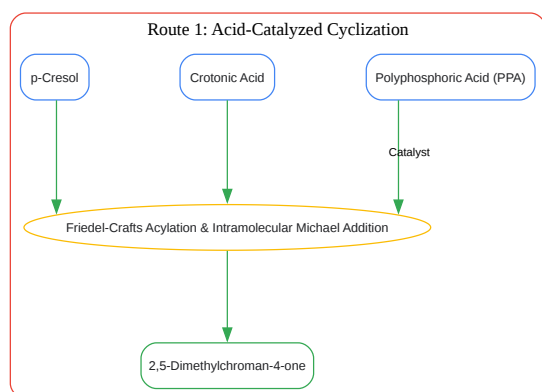 Route 1: Acid-Catalyzed Cyclization
p-Cresol
Crotonic Acid
Polyphosphoric Acid (PPA)
Catalyst
Friedel-Crafts Acylation & Intramolecular Michael Addition
2,5-Dimethylchroman-4-one